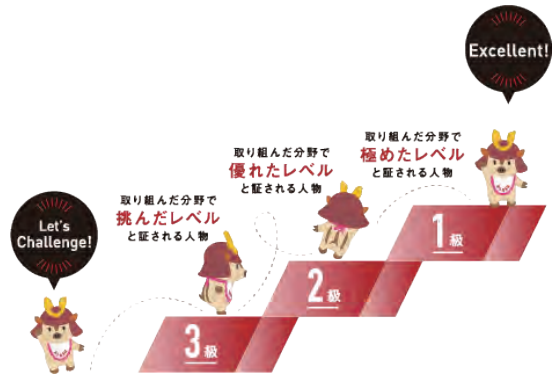 Excellent!
取り組んだ分野で
極めたレベル
と証される人物
取り組んだ分野で
優れたレベル
と証される人物
取り組んだ分野で
挑んだレベル
と証される人物
Let's
Challenge!
1級
2級
3級